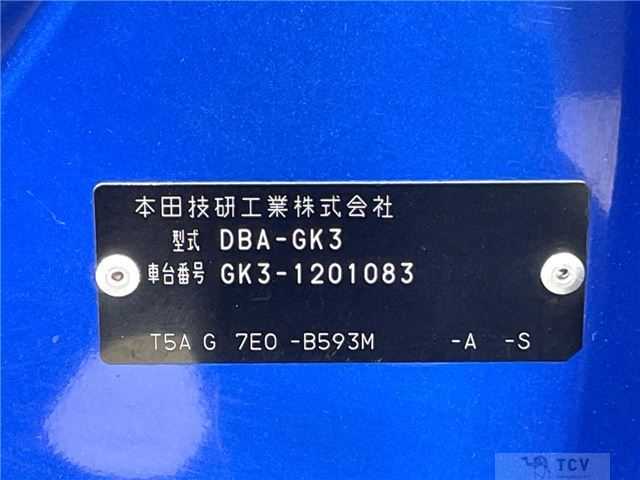 本田技研工業株式会社
型式 DBA-GK3
車台番号 GK3-1201083
T5A G 7E0 -B593M -A -S
TCV